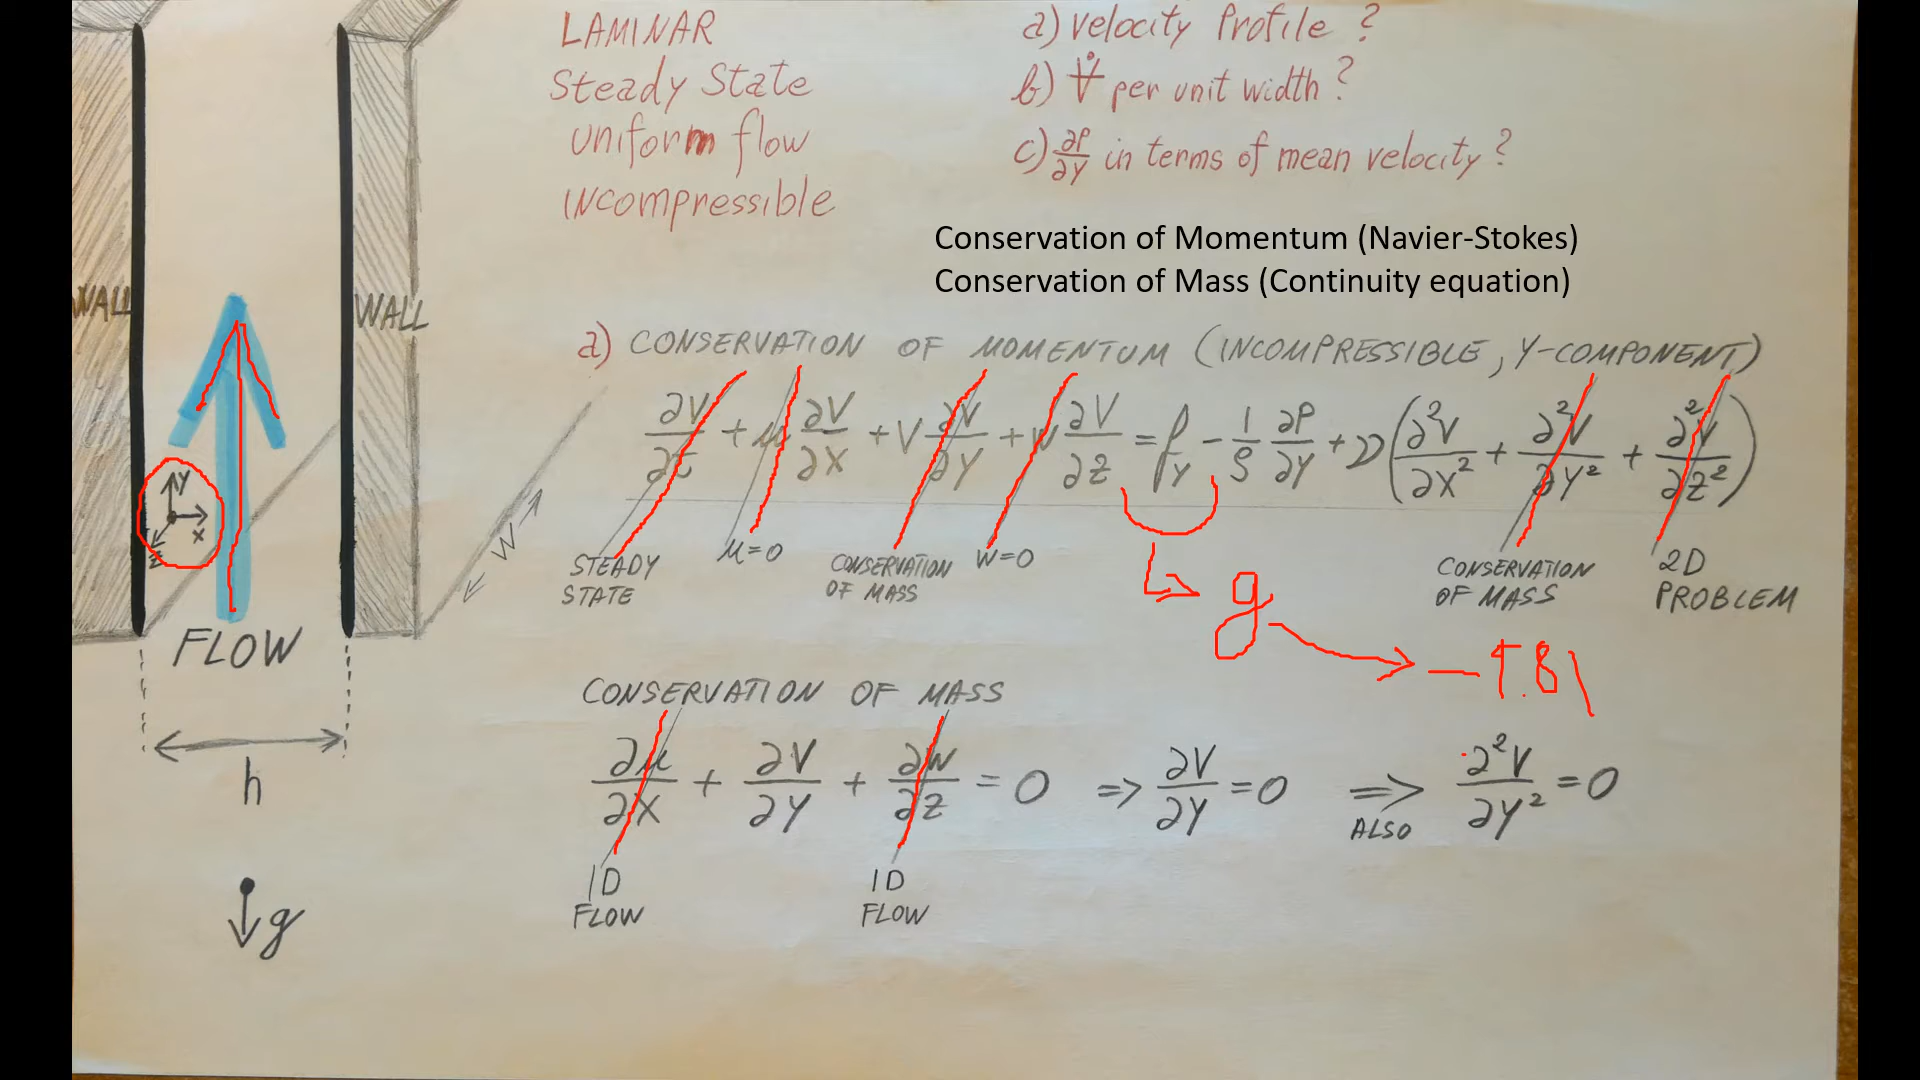 LAMINAR
Steady State
uniform flow
incompressible
a) Velocity Profile ?
b) V̶̇ per unit width ?
c) ∂P/∂Y in terms of mean velocity ?
Conservation of Momentum (Navier-Stokes)
Conservation of Mass (Continuity equation)
WALL
WALL
Y
X
Z
W
FLOW
h
g
a) CONSERVATION OF MOMENTUM (INCOMPRESSIBLE, Y-COMPONENT)
∂V/∂t + u ∂V/∂X + V ∂V/∂Y + w ∂V/∂Z = f_Y - 1/ρ ∂P/∂Y + ν (∂²V/∂X² + ∂²V/∂Y² + ∂²V/∂Z²)
STEADY STATE
u=0
CONSERVATION OF MASS
W=0
CONSERVATION OF MASS
2D PROBLEM
g
-9.81
CONSERVATION OF MASS
∂u/∂X + ∂V/∂Y + ∂w/∂Z = 0 => ∂V/∂Y = 0 => ALSO ∂²V/∂Y² = 0
1D FLOW
1D FLOW